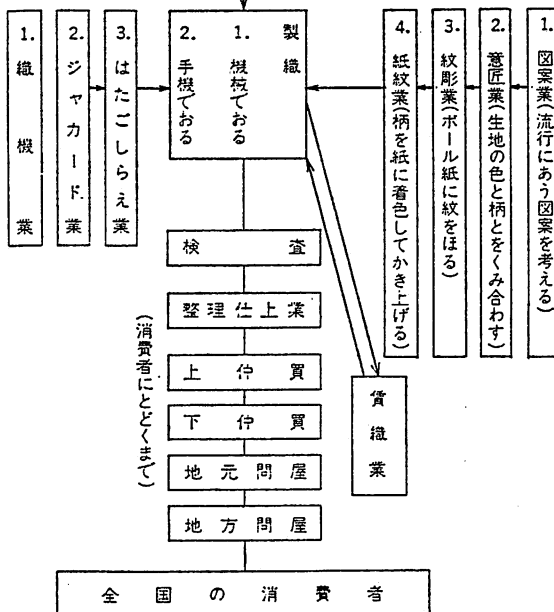 1. 図案業(流行にあう図案を考える)
2. 意匠業(生地の色と柄とをくみ合わす)
3. 紋彫業(ボール紙に紋をほる)
4. 紙紋業(柄を紙に着色してかき上げる)
製織
1. 機械でおる
2. 手機でおる
3. はたごしらえ業
2. ジャカード業
1. 織機業
検査
整理仕上業
上仲買
下仲買
地元問屋
地方問屋
(消費者にとどくまで)
賃織業
全国の消費者